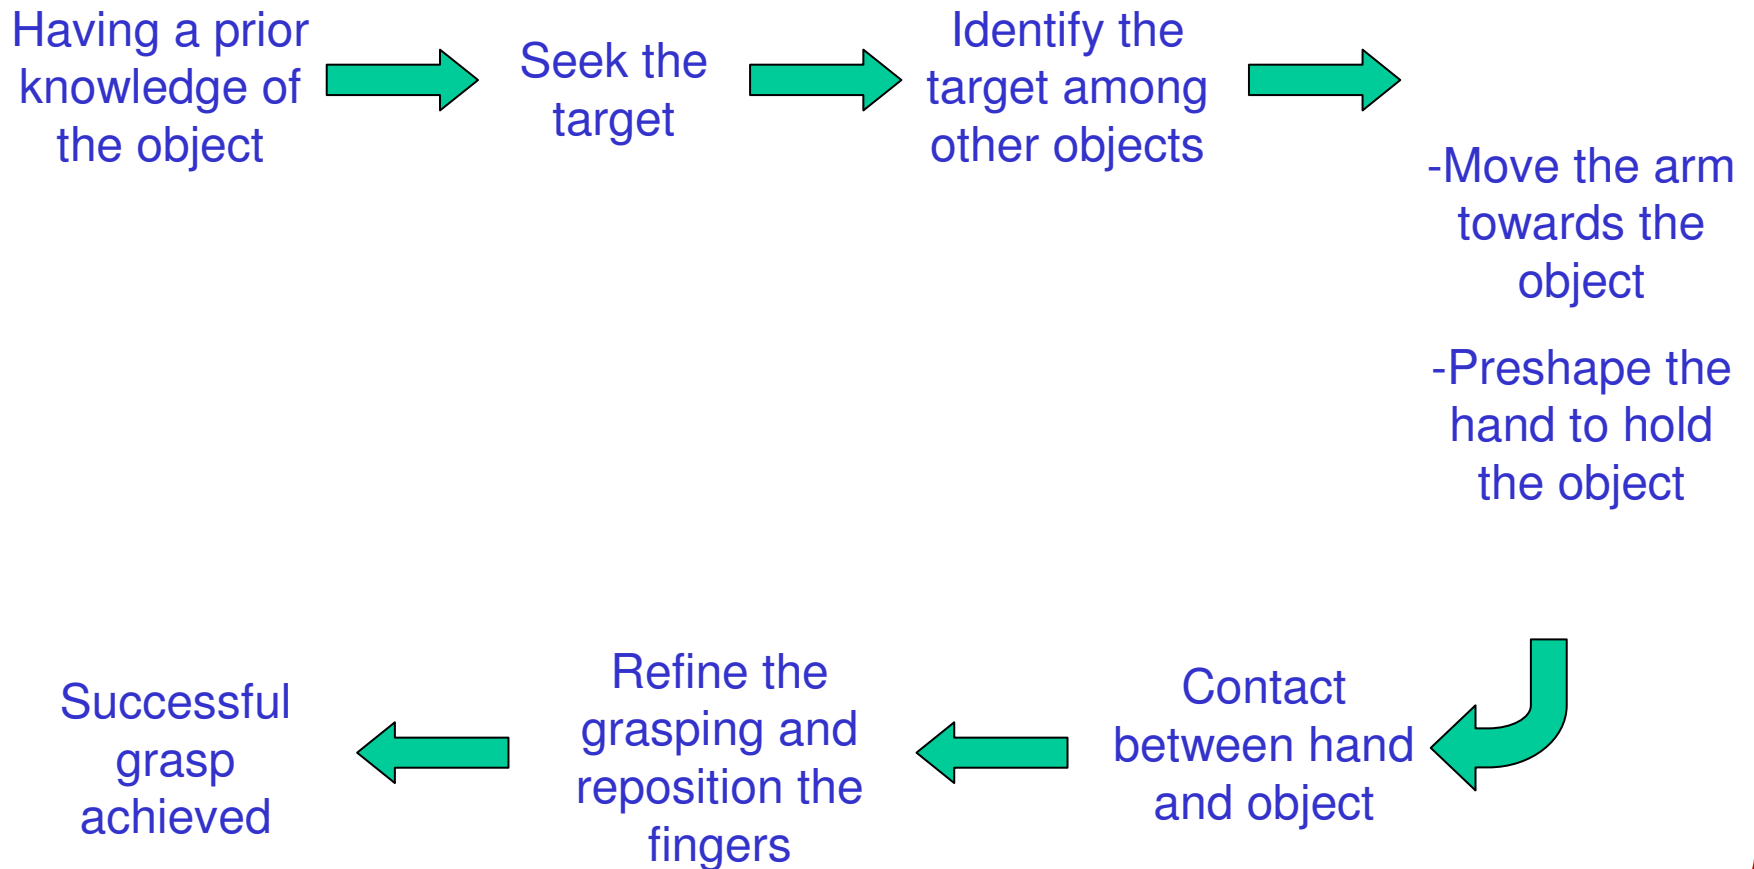 Having a prior
knowledge of
the object
Seek the
target
Identify the
target among
other objects
-Move the arm
towards the
object
-Preshape the
hand to hold
the object
Contact
between hand
and object
Refine the
grasping and
reposition the
fingers
Successful
grasp
achieved